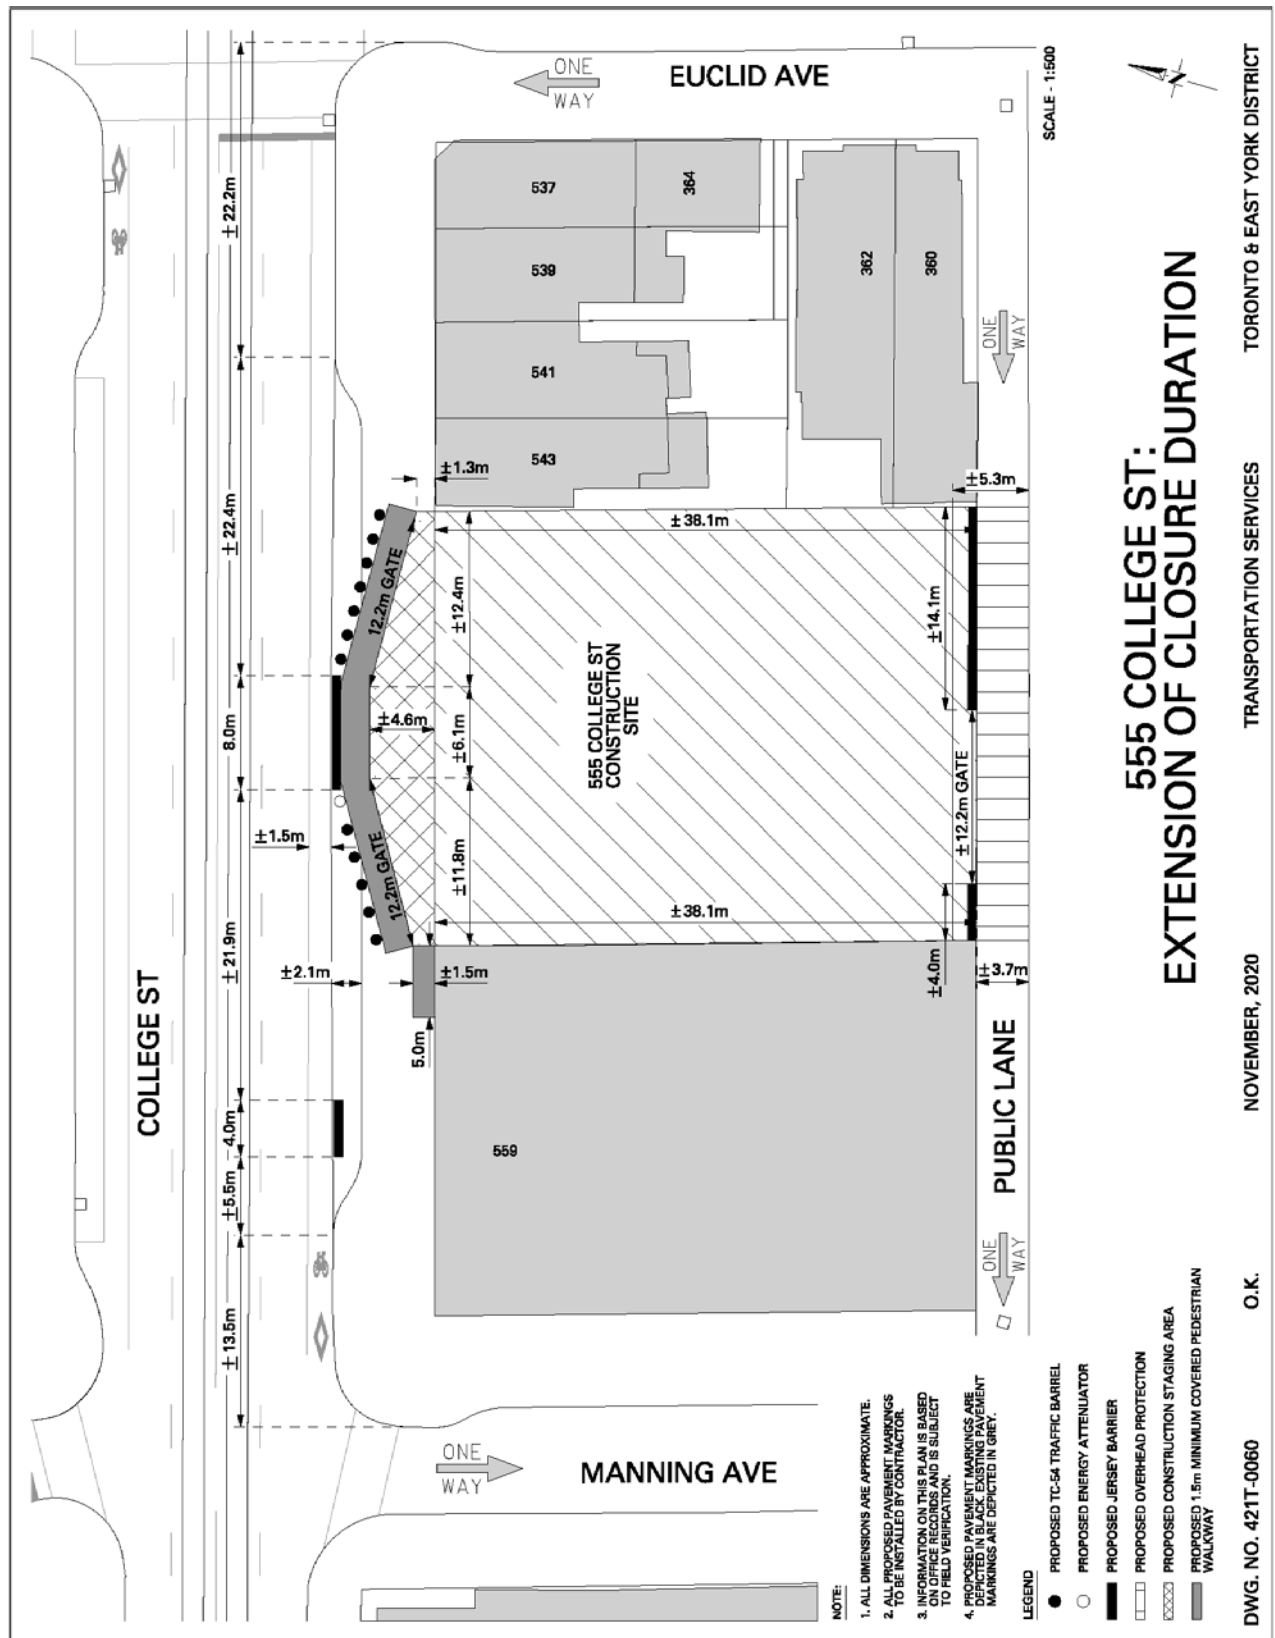 COLLEGE ST
EUCLID AVE
ONE
WAY
SCALE - 1:500
±22.2m
±22.4m
8.0m
±21.9m
4.0m
±5.5m
±13.5m
±1.5m
±2.1m
12.2m GATE
12.2m GATE
±1.3m
±4.6m
±12.4m
±6.1m
±11.8m
±1.5m
5.0m
537
364
539
541
543
362
360
ONE
WAY
±5.3m
±38.1m
±14.1m
555 COLLEGE ST
CONSTRUCTION
SITE
±12.2m GATE
±38.1m
±4.0m
±3.7m
559
PUBLIC LANE
ONE
WAY
ONE
WAY
MANNING AVE
NOTE:
1. ALL DIMENSIONS ARE APPROXIMATE.
2. ALL PROPOSED PAVEMENT MARKINGS
TO BE INSTALLED BY CONTRACTOR.
3. INFORMATION ON THIS PLAN IS BASED
ON OFFICE RECORDS AND IS SUBJECT
TO FIELD VERIFICATION.
4. PROPOSED PAVEMENT MARKINGS ARE
DEPICTED IN BLACK. EXISTING PAVEMENT
MARKINGS ARE DEPICTED IN GREY.
LEGEND
PROPOSED TC-54 TRAFFIC BARREL
PROPOSED ENERGY ATTENUATOR
PROPOSED JERSEY BARRIER
PROPOSED OVERHEAD PROTECTION
PROPOSED CONSTRUCTION STAGING AREA
PROPOSED 1.5m MINIMUM COVERED PEDESTRIAN
WALKWAY
555 COLLEGE ST:
EXTENSION OF CLOSURE DURATION
DWG. NO. 421T-0060
O.K.
NOVEMBER, 2020
TRANSPORTATION SERVICES
TORONTO & EAST YORK DISTRICT